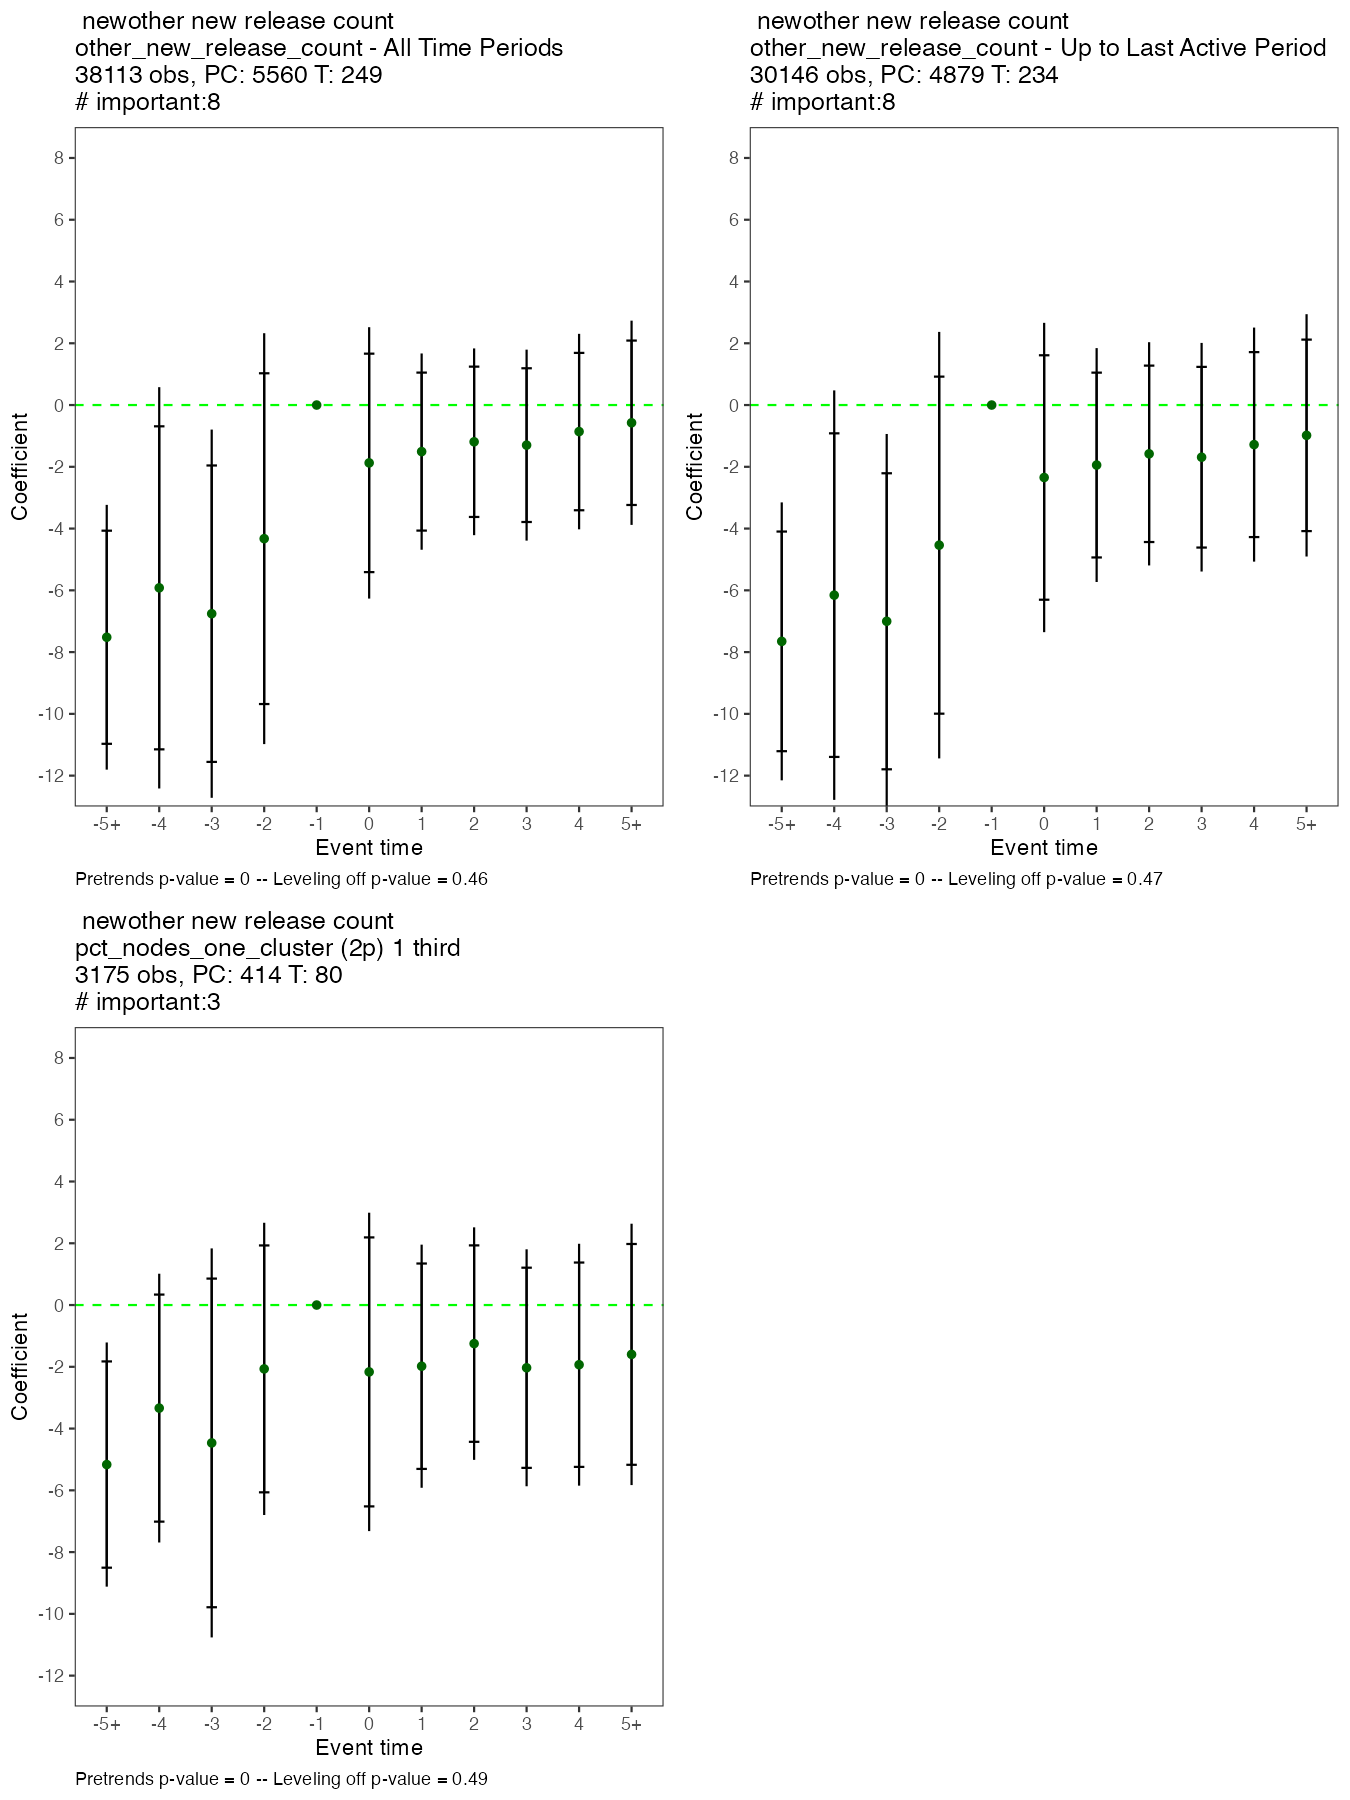 newother new release count
other_new_release_count - All Time Periods
38113 obs, PC: 5560 T: 249
# important:8
8
6
4
2
0
-2
-4
-6
-8
-10
-12
Coefficient
-5+ -4 -3 -2 -1 0 1 2 3 4 5+
Event time
Pretrends p-value = 0 -- Leveling off p-value = 0.46
newother new release count
other_new_release_count - Up to Last Active Period
30146 obs, PC: 4879 T: 234
# important:8
8
6
4
2
0
-2
-4
-6
-8
-10
-12
Coefficient
-5+ -4 -3 -2 -1 0 1 2 3 4 5+
Event time
Pretrends p-value = 0 -- Leveling off p-value = 0.47
newother new release count
pct_nodes_one_cluster (2p) 1 third
3175 obs, PC: 414 T: 80
# important:3
8
6
4
2
0
-2
-4
-6
-8
-10
-12
Coefficient
-5+ -4 -3 -2 -1 0 1 2 3 4 5+
Event time
Pretrends p-value = 0 -- Leveling off p-value = 0.49